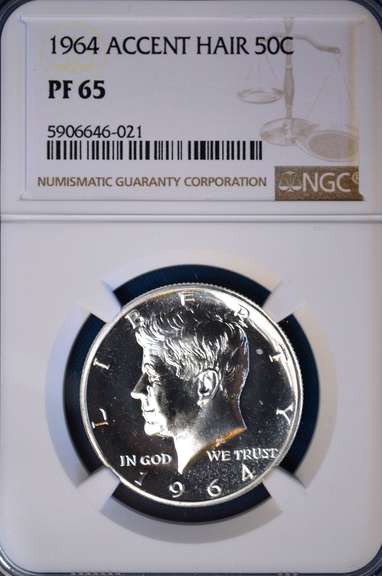 1964 ACCENT HAIR 50C
PF 65
5906646-021
NUMISMATIC GUARANTY CORPORATION
NGC
LIBERTY
IN GOD WE TRUST
1964